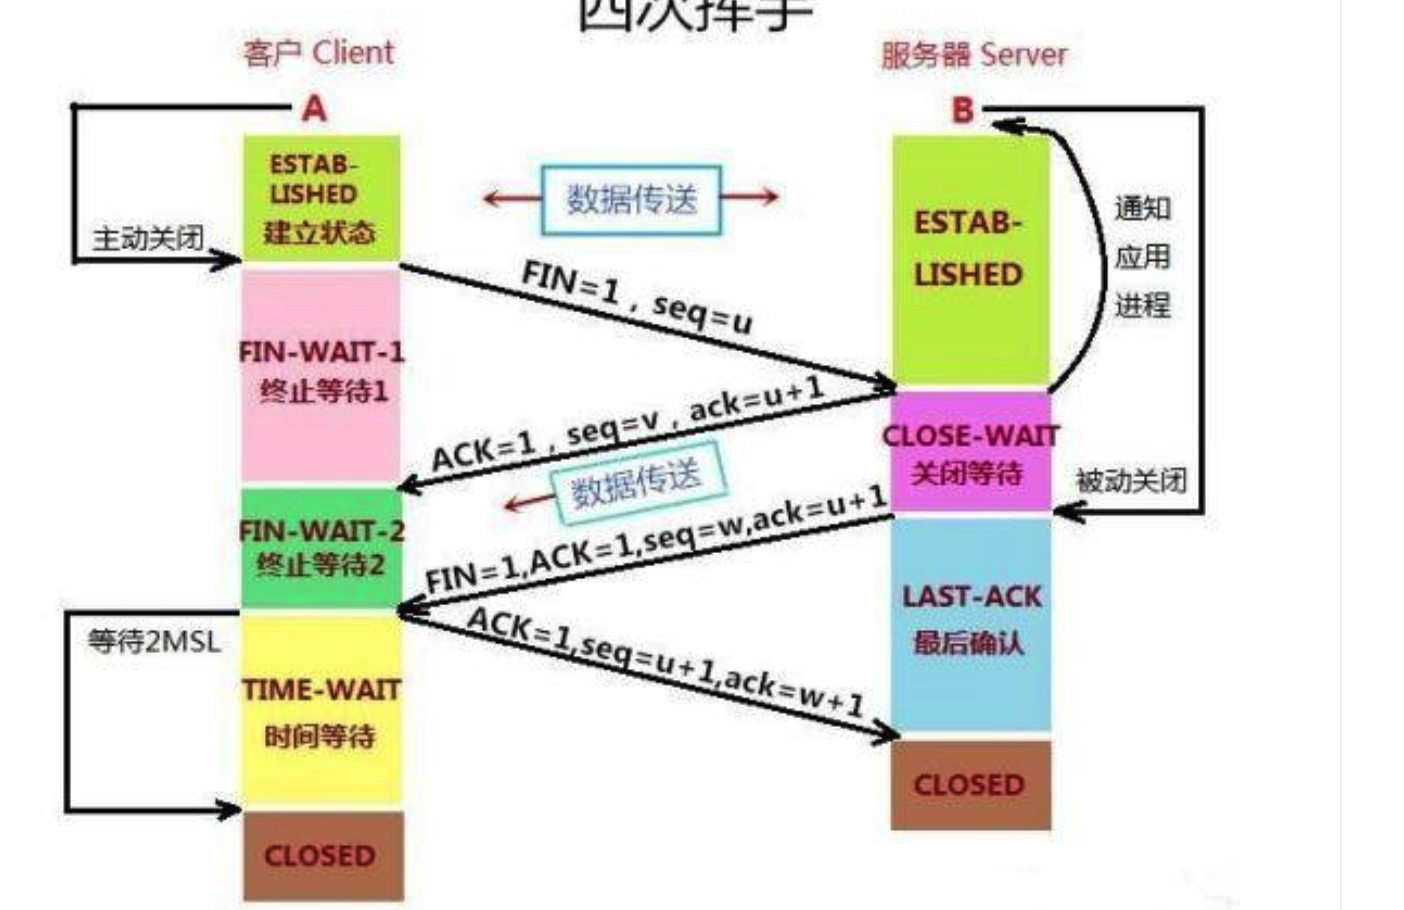 四次挥手
客户 Client
服务器 Server
A
B
ESTAB-
LISHED
建立状态
数据传送
ESTAB-
LISHED
通知
应用
进程
主动关闭
FIN=1，seq=u
FIN-WAIT-1
终止等待1
ACK=1，seq=v，ack=u+1
CLOSE-WAIT
关闭等待
被动关闭
数据传送
FIN-WAIT-2
终止等待2
FIN=1,ACK=1,seq=w,ack=u+1
LAST-ACK
最后确认
等待2MSL
ACK=1,seq=u+1,ack=w+1
TIME-WAIT
时间等待
CLOSED
CLOSED